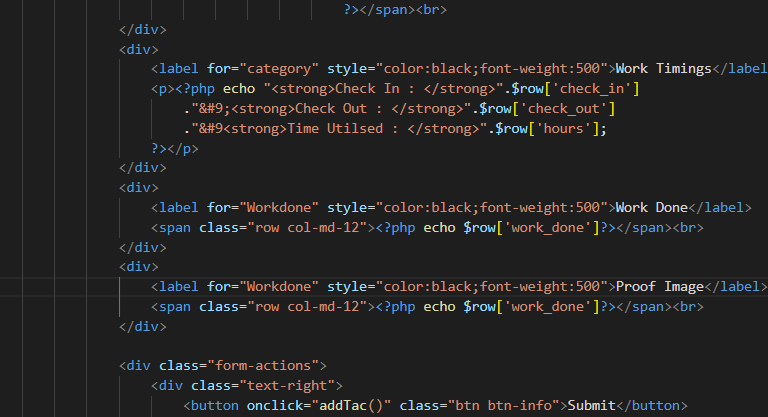 ?></span><br>
</div>
<div>
<label for="category" style="color:black;font-weight:500">Work Timings</label
<p><?php echo "<strong>Check In : </strong>".$row['check_in']
."&#9;<strong>Check Out : </strong>".$row['check_out']
."&#9<strong>Time Utilsed : </strong>".$row['hours'];
?></p>
</div>
<div>
<label for="Workdone" style="color:black;font-weight:500">Work Done</label>
<span class="row col-md-12"><?php echo $row['work_done']?></span><br>
</div>
<div>
<label for="Workdone" style="color:black;font-weight:500">Proof Image</label>
<span class="row col-md-12"><?php echo $row['work_done']?></span><br>
</div>
<div class="form-actions">
<div class="text-right">
<button onclick="addTac()" class="btn btn-info">Submit</button>